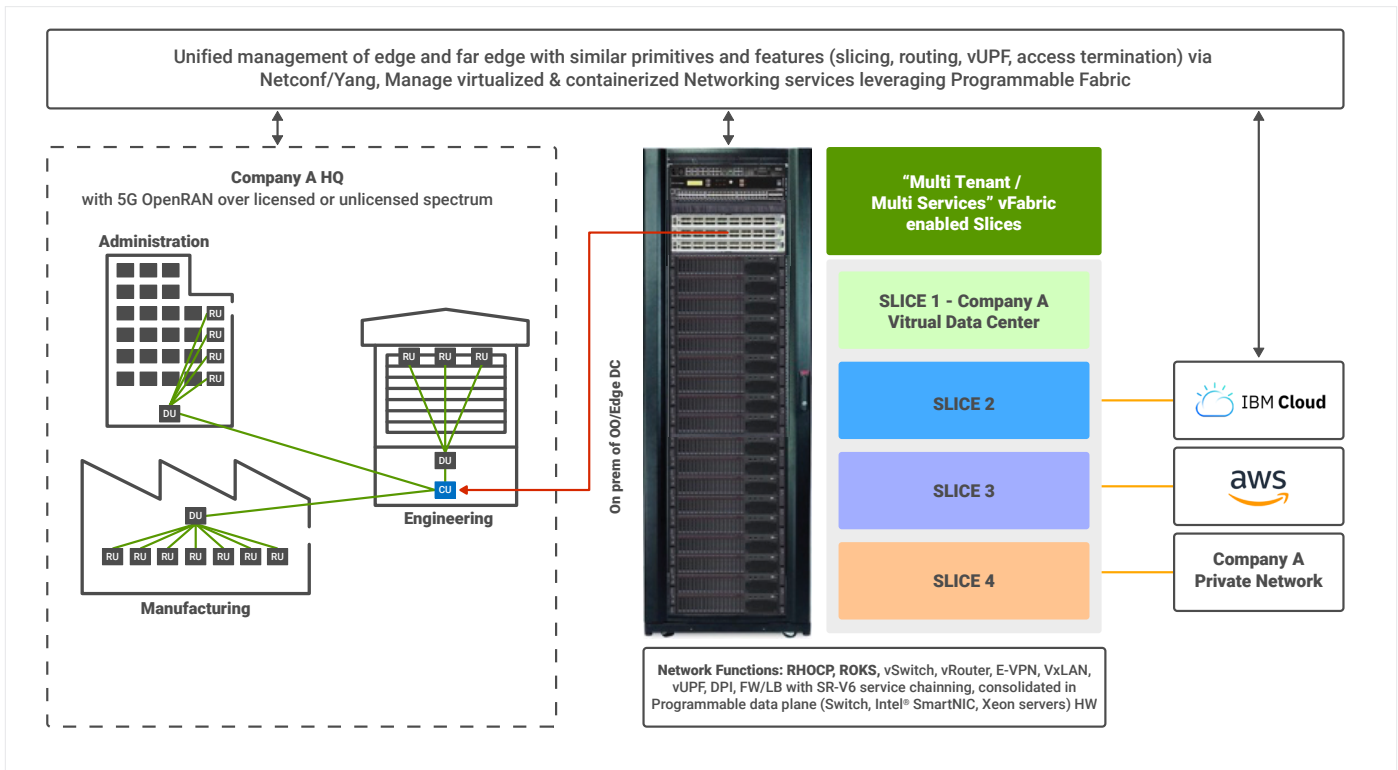 Unified management of edge and far edge with similar primitives and features (slicing, routing, vUPF, access termination) via
Netconf/Yang, Manage virtualized & containerized Networking services leveraging Programmable Fabric
Company A HQ
with 5G OpenRAN over licensed or unlicensed spectrum
Administration
RU
RU
RU
RU
DU
RU RU RU
DU
CU
Engineering
DU
RU RU RU RU RU RU RU
Manufacturing
On prem of OO/Edge DC
“Multi Tenant /
Multi Services” vFabric
enabled Slices
SLICE 1 - Company A
Vitrual Data Center
SLICE 2
SLICE 3
SLICE 4
IBM Cloud
aws
Company A
Private Network
Network Functions: RHOCP, ROKS, vSwitch, vRouter, E-VPN, VxLAN,
vUPF, DPI, FW/LB with SR-V6 service chainning, consolidated in
Programmable data plane (Switch, Intel® SmartNIC, Xeon servers) HW